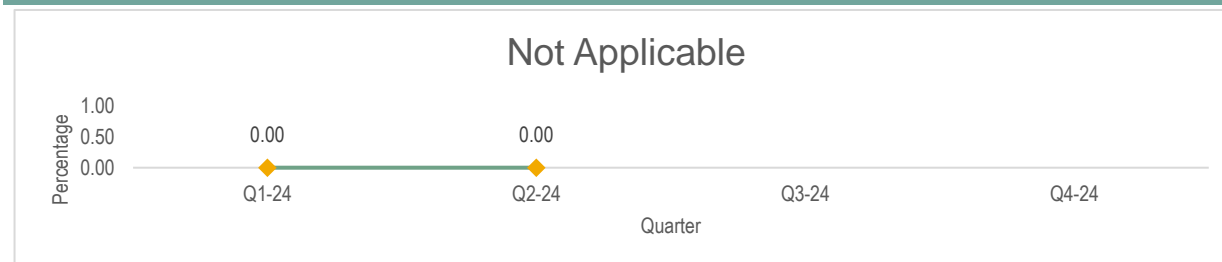 Not Applicable
Percentage
1.00
0.50
0.00
0.00
0.00
Q1-24
Q2-24
Q3-24
Q4-24
Quarter